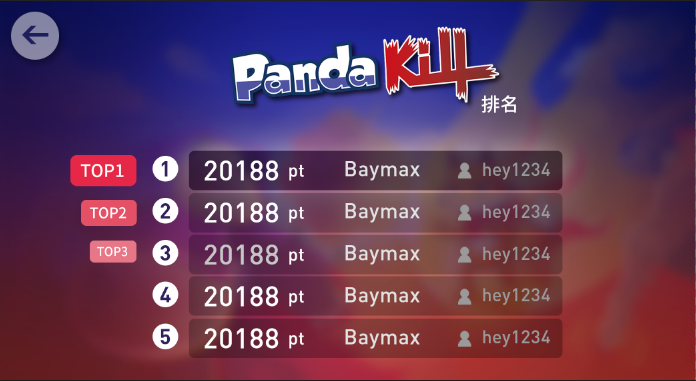 Panda Kill
排名
TOP1 1 20188 pt Baymax hey1234
TOP2 2 20188 pt Baymax hey1234
TOP3 3 20188 pt Baymax hey1234
4 20188 pt Baymax hey1234
5 20188 pt Baymax hey1234